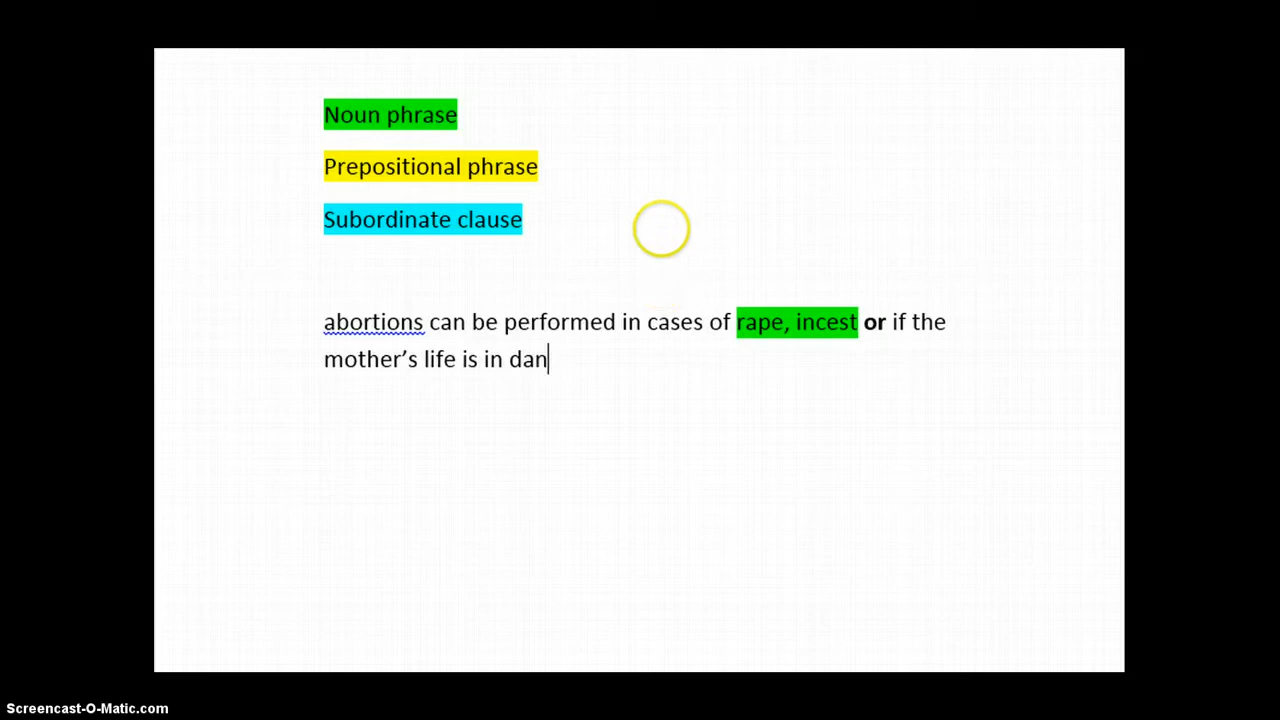 Noun phrase
Prepositional phrase
Subordinate clause
abortions can be performed in cases of rape, incest or if the
mother’s life is in dan
Screencast-O-Matic.com